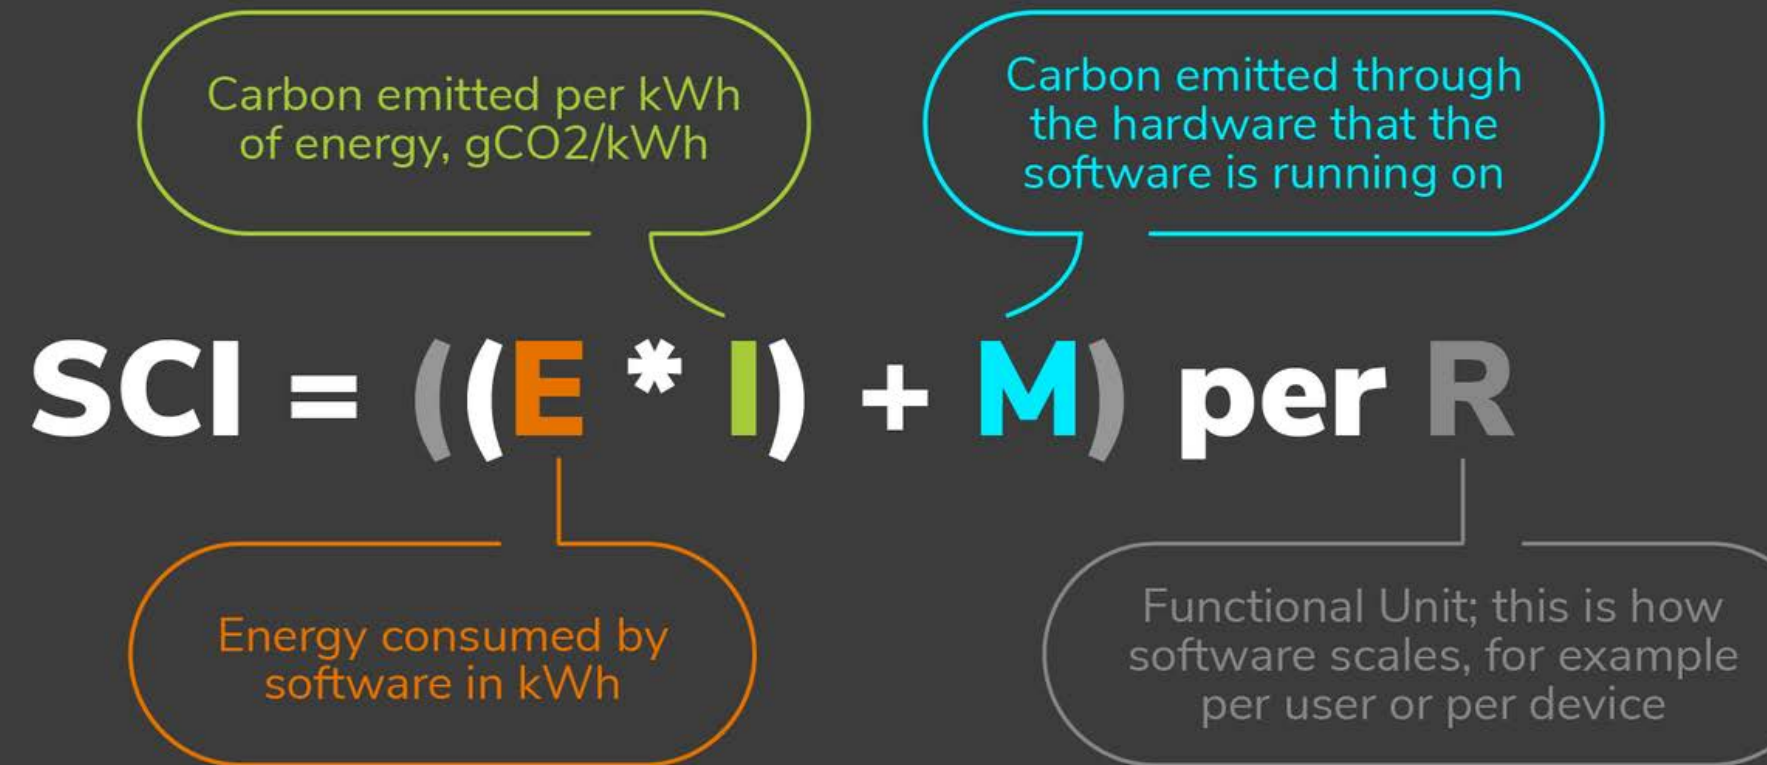 Carbon emitted per kWh
of energy, gCO2/kWh
Carbon emitted through
the hardware that the
software is running on
SCI = ((E * I) + M) per R
Energy consumed by
software in kWh
Functional Unit; this is how
software scales, for example
per user or per device